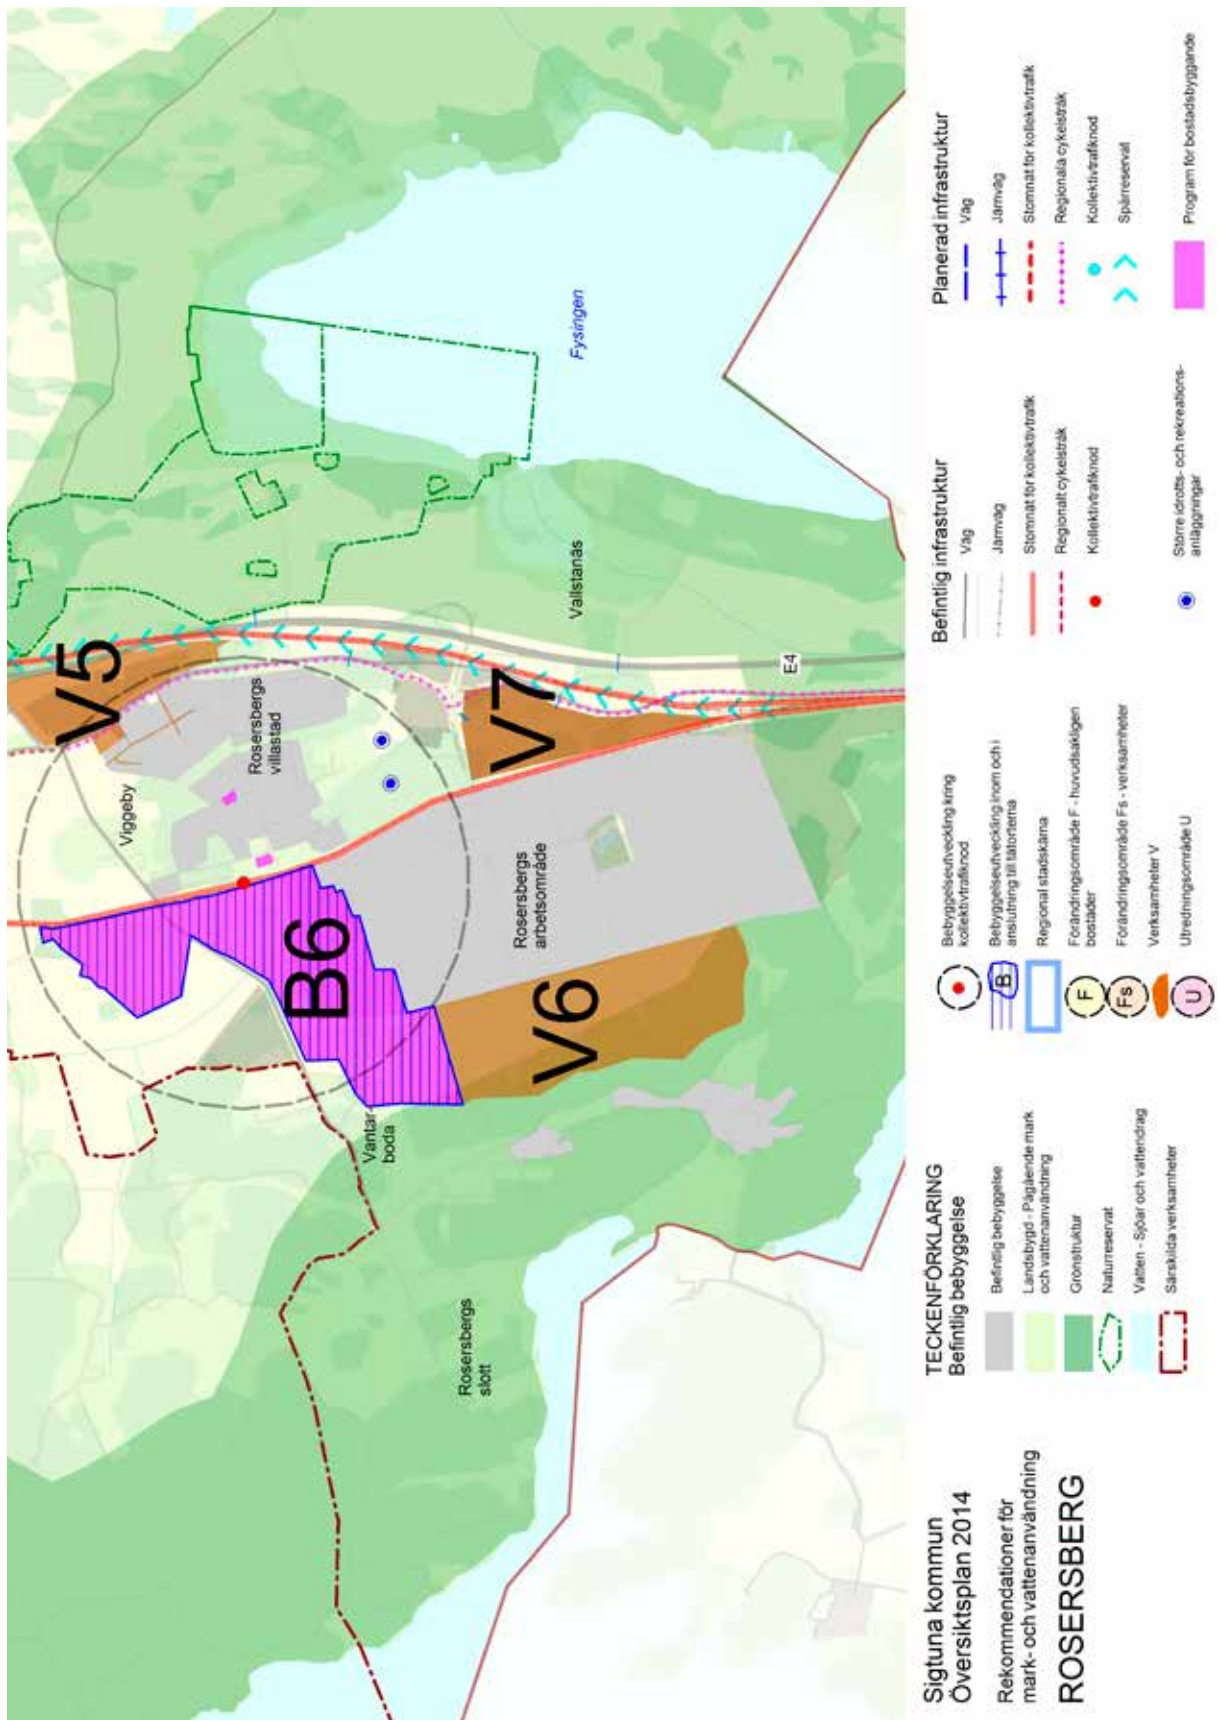 V5
Viggeby
Rosersbergs
villastad
B6
Vantar-
boda
V7
Rosersbergs
arbetsområde
V6
Vallstanäs
Fysingen
E4
Rosersbergs
slott
Sigtuna kommun
Översiktsplan 2014
Rekommendationer för
mark- och vattenanvändning
ROSERSBERG
TECKENFÖRKLARING
Befintlig bebyggelse
Befintlig bebyggelse
Landsbygd - Pågående mark
och vattenanvändning
Grönstruktur
Naturreservat
Vatten - Sjöar och vattendrag
Särskilda verksamheter
Bebyggelseutveckling kring
kollektivtrafiknod
B
Bebyggelseutveckling inom och i
anslutning till tätorterna
Regional stadskärna
F
Förändringsområde F - huvudsakligen
bostäder
Fs
Förändringsområde Fs - verksamheter
Verksamheter V
U
Utredningsområde U
Befintlig infrastruktur
Väg
Järnväg
Stomnät för kollektivtrafik
Regionalt cykelstråk
Kollektivtrafiknod
Större idrotts- och rekreations-
anläggningar
Planerad infrastruktur
Väg
Järnväg
Stomnät för kollektivtrafik
Regionala cykelstråk
Kollektivtrafiknod
Spårreservat
Program för bostadsbyggande